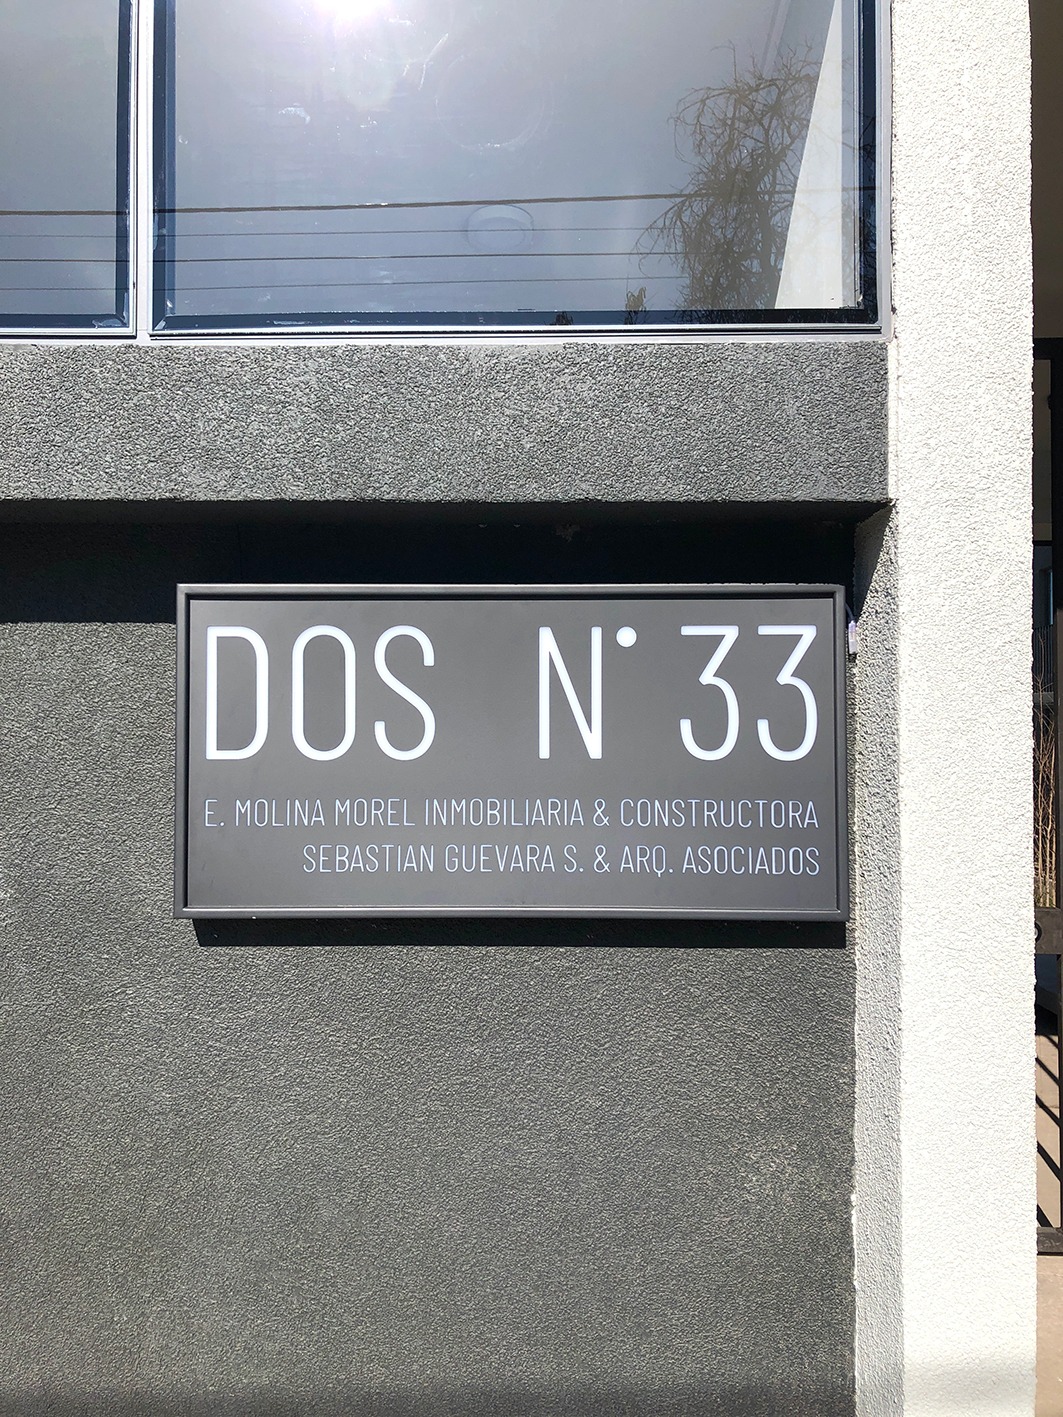 DOS N° 33
E. MOLINA MOREL INMOBILIARIA & CONSTRUCTORA
SEBASTIAN GUEVARA S. & ARQ. ASOCIADOS